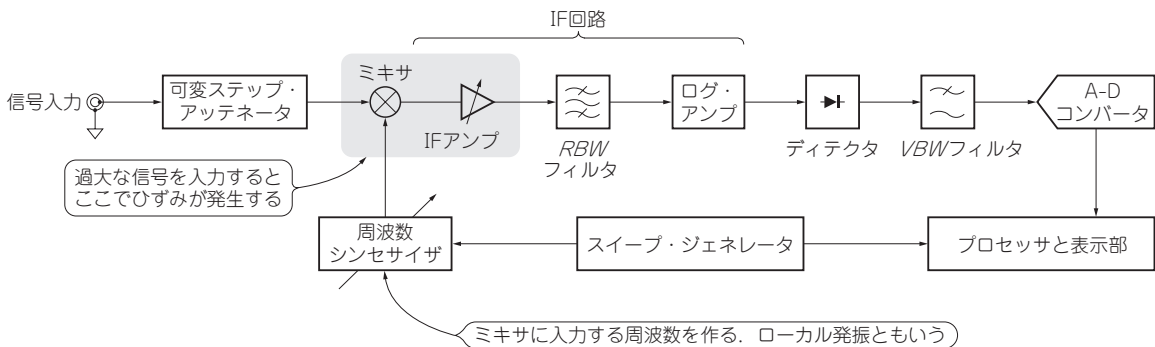 IF回路
ミキサ
信号入力
可変ステップ・
アッテネータ
IFアンプ
RBW
フィルタ
ログ・
アンプ
ディテクタ
VBWフィルタ
A-D
コンバータ
過大な信号を入力すると
ここでひずみが発生する
周波数
シンセサイザ
スイープ・ジェネレータ
プロセッサと表示部
ミキサに入力する周波数を作る．ローカル発振ともいう